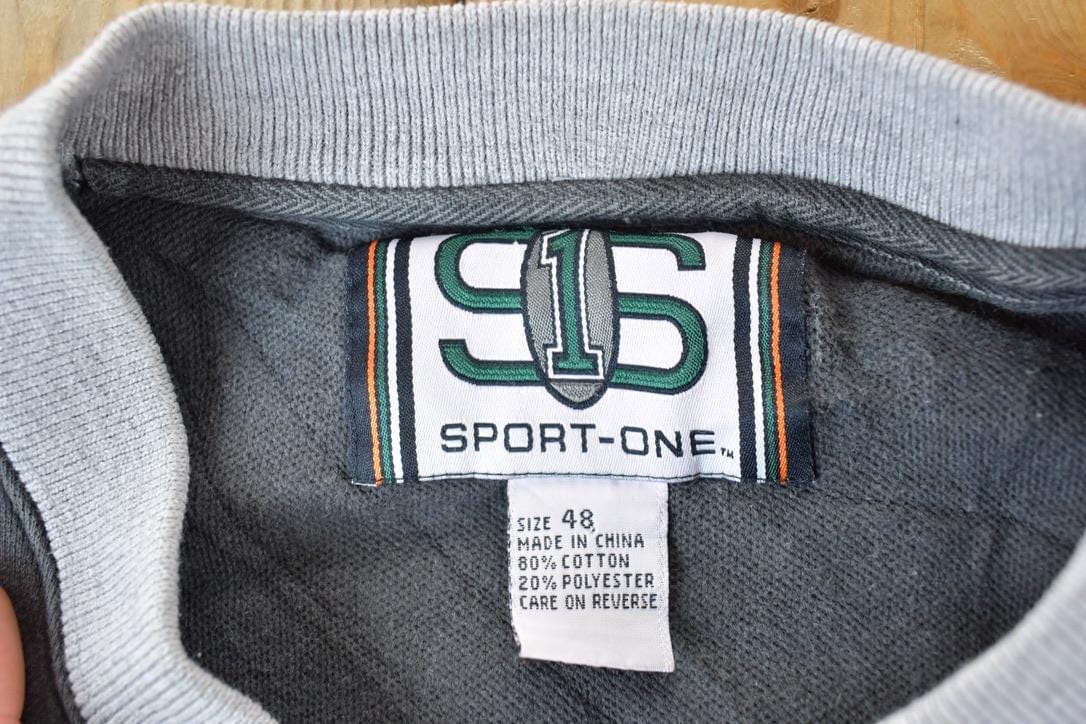 S1S
SPORT-ONE™
SIZE 48
MADE IN CHINA
80% COTTON
20% POLYESTER
CARE ON REVERSE